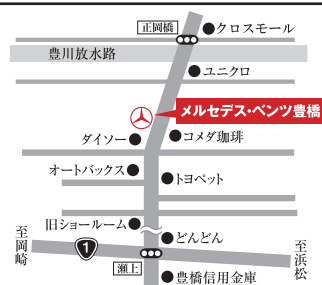 正岡橋
クロスモール
豊川放水路
ユニクロ
メルセデス・ベンツ豊橋
ダイソー
コメダ珈琲
オートバックス
トヨペット
旧ショールーム
どんどん
至岡崎
1
至浜松
瀬上
豊橋信用金庫